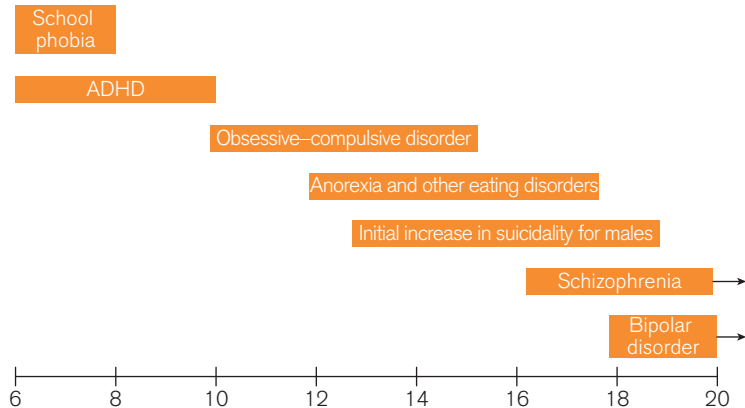 School
phobia
ADHD
Obsessive–compulsive disorder
Anorexia and other eating disorders
Initial increase in suicidality for males
Schizophrenia
Bipolar
disorder
6 8 10 12 14 16 18 20